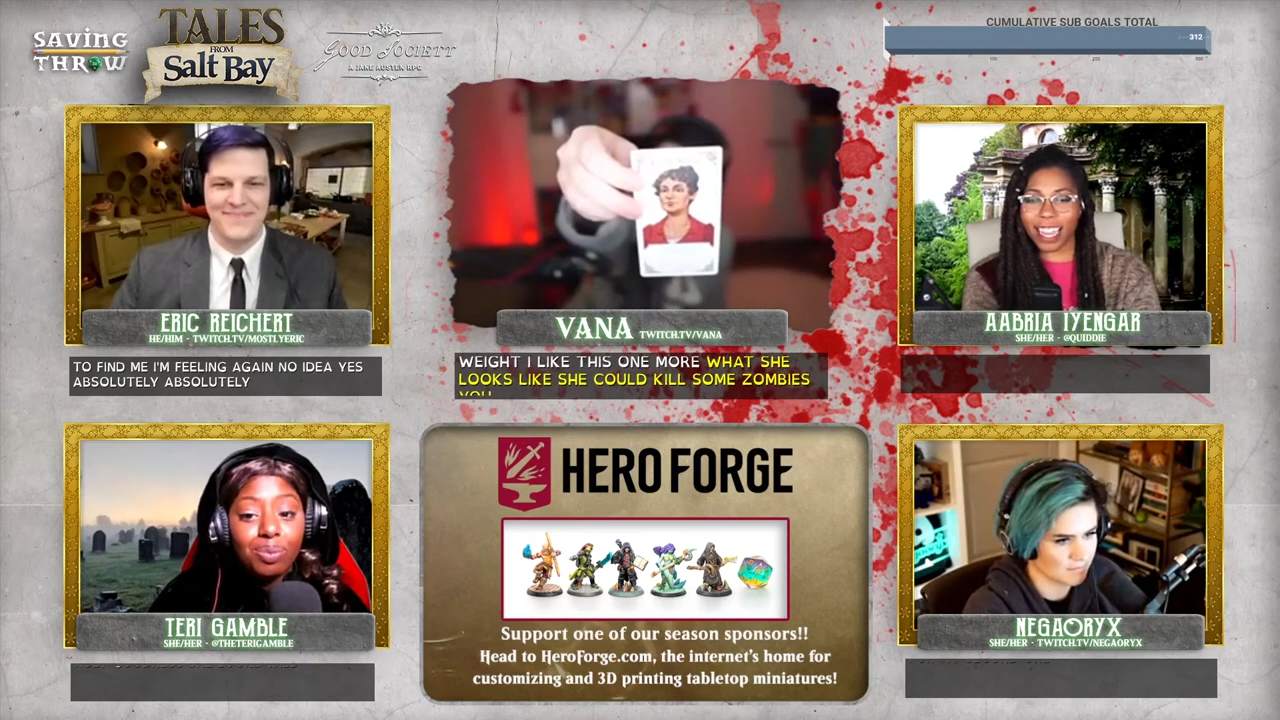 SAVING
THROW
TALES
FROM
Salt Bay
GOOD SOCIETY
A JANE AUSTEN RPG
CUMULATIVE SUB GOALS TOTAL
312
100
200
300
ERIC REICHERT
HE/HIM - TWITCH.TV/MOSTLYERIC
TO FIND ME I'M FEELING AGAIN NO IDEA YES
ABSOLUTELY ABSOLUTELY
VANA TWITCH.TV/VANA
WEIGHT I LIKE THIS ONE MORE WHAT SHE
LOOKS LIKE SHE COULD KILL SOME ZOMBIES
YOU
AABRIA IYENGAR
SHE/HER - @QUIDDIE
TERI GAMBLE
SHE/HER - @THETERIGAMBLE
HERO FORGE
Support one of our season sponsors!!
Head to HeroForge.com, the internet's home for
customizing and 3D printing tabletop miniatures!
NEGAORYX
SHE/HER - TWITCH.TV/NEGAORYX